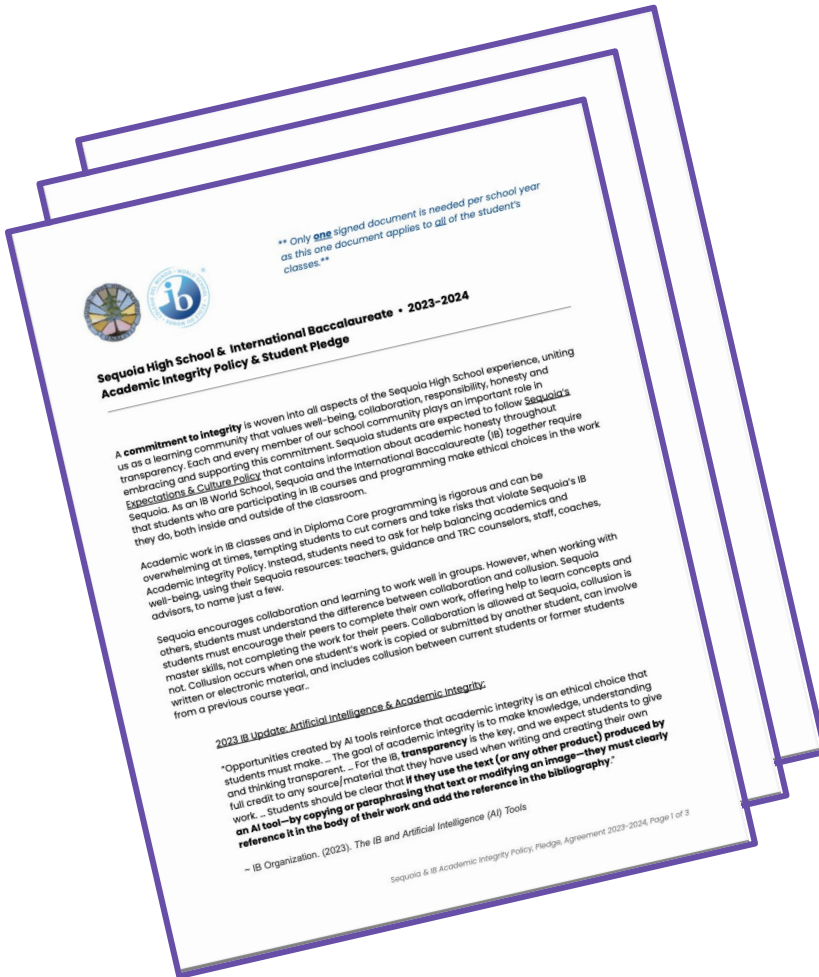 ** Only one signed document is needed per school year
as this one document applies to all of the student's
classes.**
ib
Sequoia High School & International Baccalaureate • 2023-2024
Academic Integrity Policy & Student Pledge
A commitment to integrity is woven into all aspects of the Sequoia High School experience, uniting
us as a learning community that values well-being, collaboration, responsibility, honesty and
transparency. Each and every member of our school community plays an important role in
embracing and supporting this commitment. Sequoia students are expected to follow Sequoia's
Expectations & Culture Policy that contains information about academic honesty throughout
Sequoia. As an IB World School, Sequoia and the International Baccalaureate (IB) together require
that students who are participating in IB courses and programming make ethical choices in the work
they do, both inside and outside of the classroom.
Academic work in IB classes and in Diploma Core programming is rigorous and can be
overwhelming at times, tempting students to cut corners and take risks that violate Sequoia's IB
Academic Integrity Policy. Instead, students need to ask for help balancing academics and
well-being, using their Sequoia resources: teachers, guidance and TRC counselors, staff, coaches,
advisors, to name just a few.
Sequoia encourages collaboration and learning to work well in groups. However, when working with
others, students must understand the difference between collaboration and collusion. Sequoia
students must encourage their peers to complete their own work, offering help to learn concepts and
master skills, not completing the work for their peers. Collaboration is allowed at Sequoia, collusion is
not. Collusion occurs when one student's work is copied or submitted by another student, can involve
written or electronic material, and includes collusion between current students or former students
from a previous course year..
2023 IB Update: Artificial Intelligence & Academic Integrity:
"Opportunities created by AI tools reinforce that academic integrity is an ethical choice that
students must make. … The goal of academic integrity is to make knowledge, understanding
and thinking transparent. … For the IB, transparency is the key, and we expect students to give
full credit to any source/material that they have used when writing and creating their own
work. … Students should be clear that if they use the text (or any other product) produced by
an AI tool—by copying or paraphrasing that text or modifying an image—they must clearly
reference it in the body of their work and add the reference in the bibliography."
~ IB Organization. (2023). The IB and Artificial Intelligence (AI) Tools
Sequoia & IB Academic Integrity Policy, Pledge, Agreement 2023-2024, Page 1 of 3